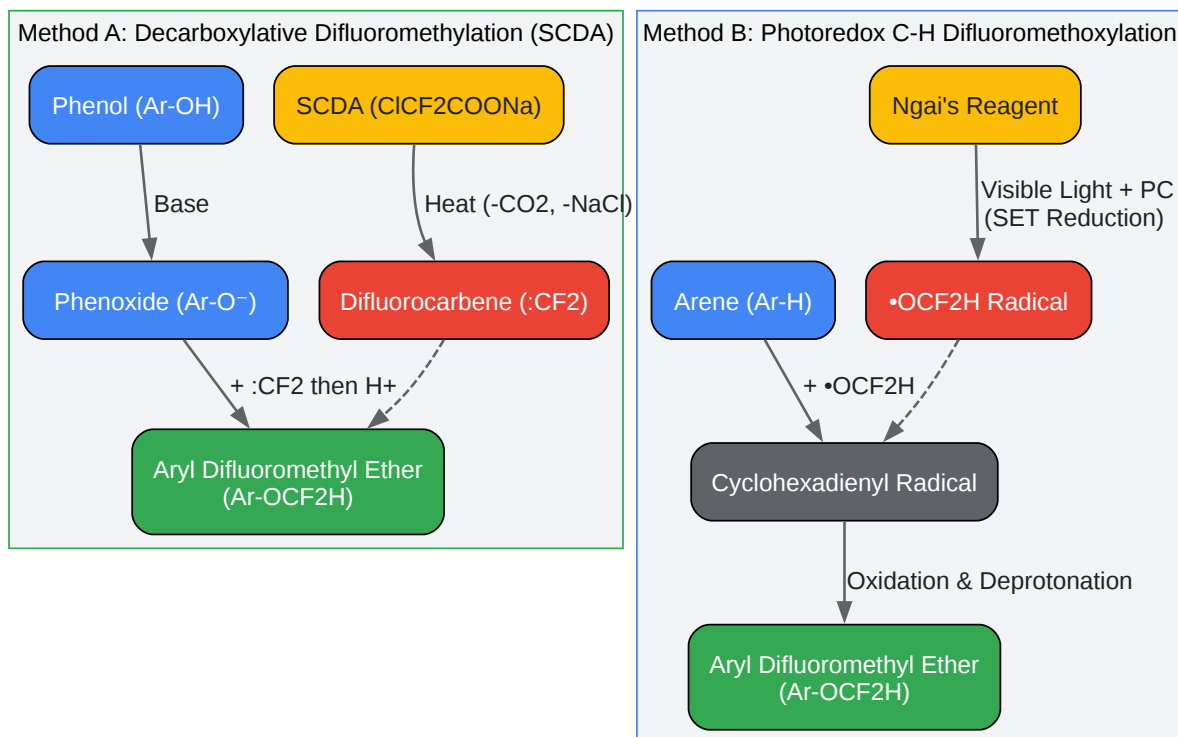 Method A: Decarboxylative Difluoromethylation (SCDA)
Phenol (Ar-OH)
SCDA (ClCF2COONa)
Base
Heat (-CO2, -NaCl)
Phenoxide (Ar-O⁻)
Difluorocarbene (:CF2)
+ :CF2 then H+
Aryl Difluoromethyl Ether
(Ar-OCF2H)
Method B: Photoredox C-H Difluoromethoxylation
Ngai's Reagent
Visible Light + PC
(SET Reduction)
Arene (Ar-H)
•OCF2H Radical
+ •OCF2H
Cyclohexadienyl Radical
Oxidation & Deprotonation
Aryl Difluoromethyl Ether
(Ar-OCF2H)